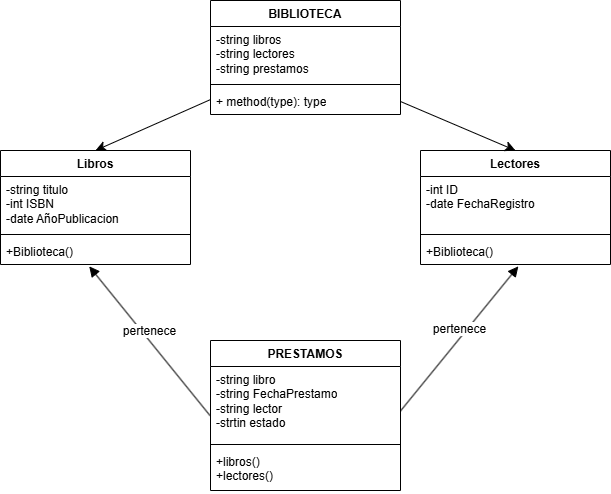 BIBLIOTECA
-string libros
-string lectores
-string prestamos
+ method(type): type
Libros
-string titulo
-int ISBN
-date AñoPublicacion
+Biblioteca()
Lectores
-int ID
-date FechaRegistro
+Biblioteca()
pertenece
pertenece
PRESTAMOS
-string libro
-string FechaPrestamo
-string lector
-strtin estado
+libros()
+lectores()